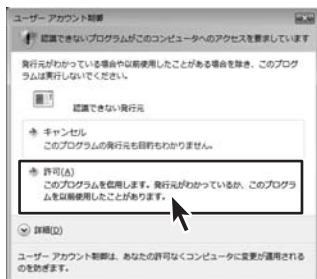 ユーザー アカウント制御
認識できないプログラムがこのコンピュータへのアクセスを要求しています
発行元がわかっている場合や以前使用したことがある場合を除き、このプログ
ラムは実行しないでください。
認識できない発行元
キャンセル
このプログラムの発行元も目的もわかりません。
許可(A)
このプログラムを信用します。発行元がわかっているか、このプログラ
ムを以前使用したことがあります。
詳細(D)
ユーザー アカウント制御は、あなたの許可なくコンピュータに変更が適用される
のを防ぎます。